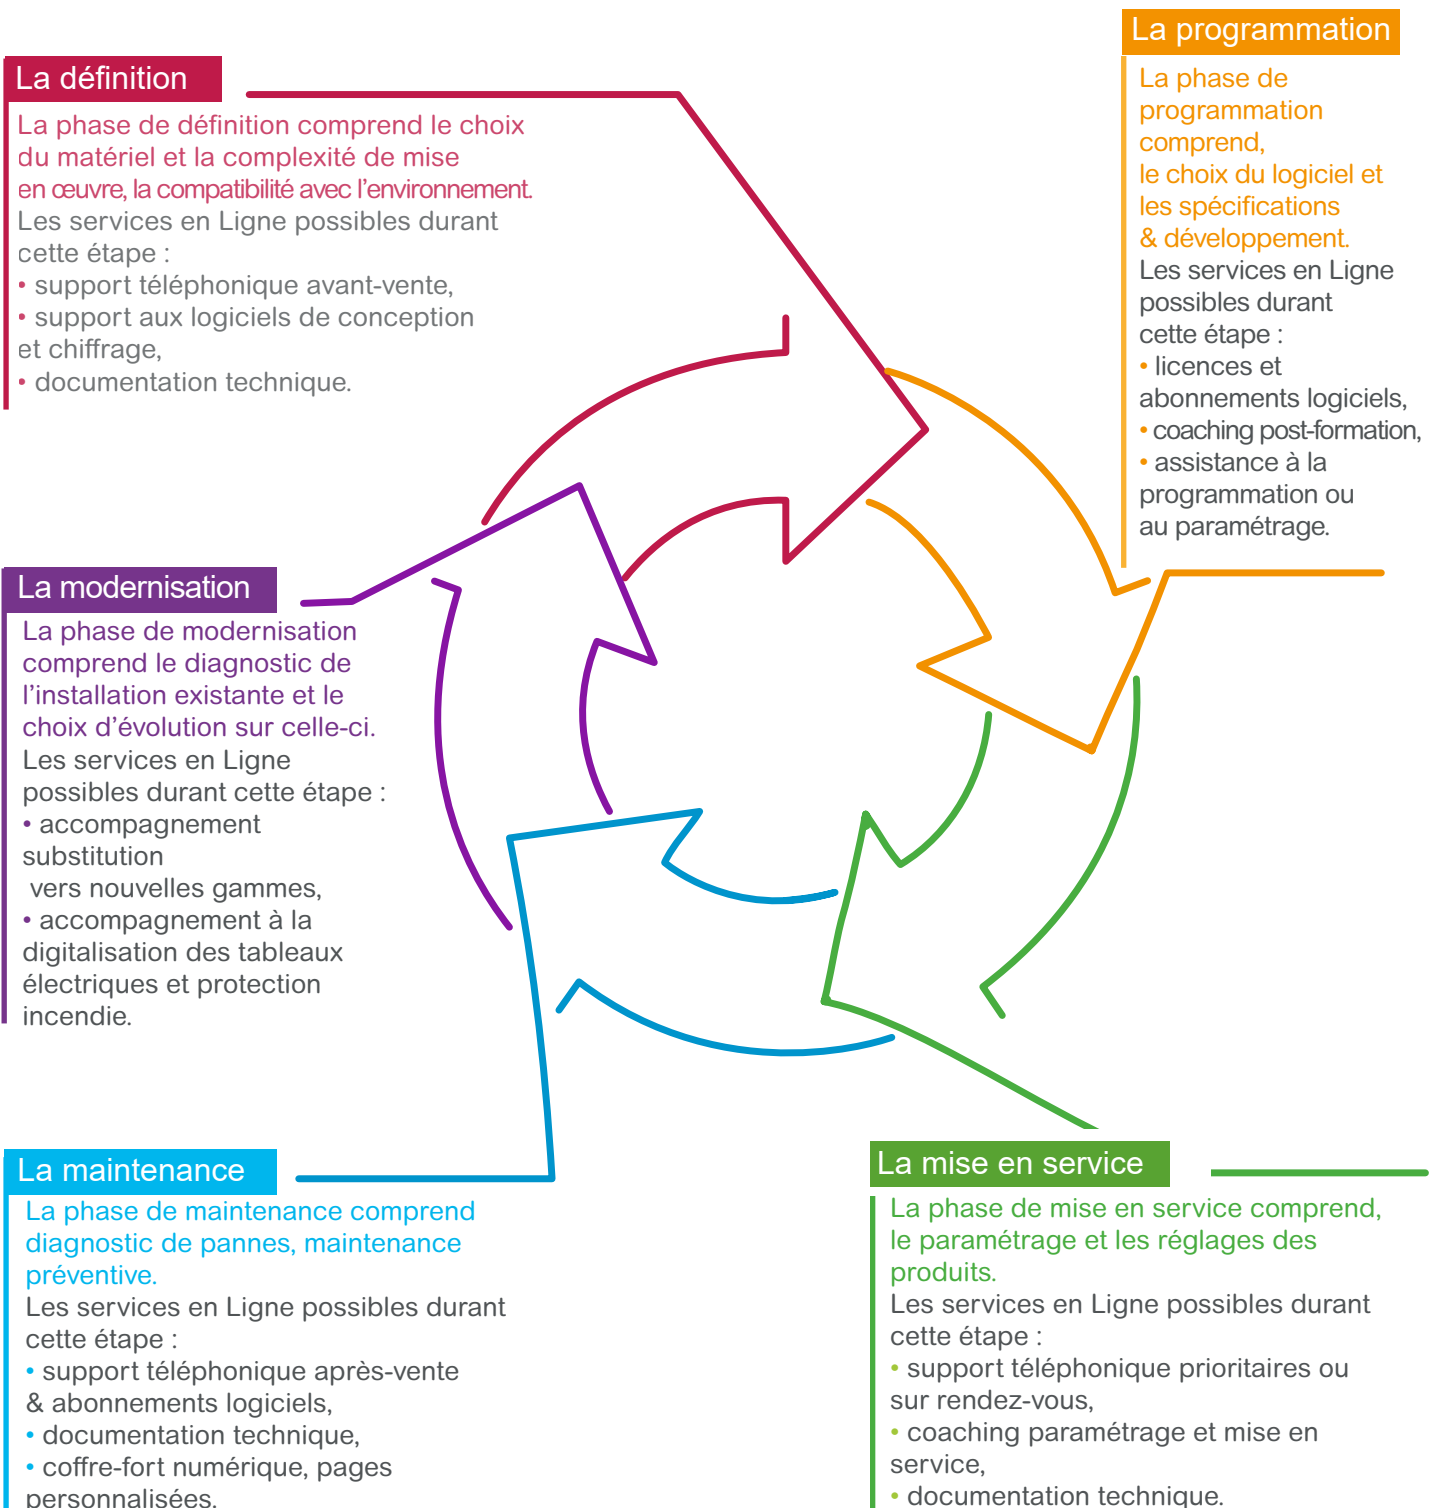 La définition
La phase de définition comprend le choix
du matériel et la complexité de mise
en œuvre, la compatibilité avec l’environnement.
Les services en Ligne possibles durant
cette étape :
• support téléphonique avant-vente,
• support aux logiciels de conception
et chiffrage,
• documentation technique.
La programmation
La phase de
programmation
comprend,
le choix du logiciel et
les spécifications
& développement.
Les services en Ligne
possibles durant
cette étape :
• licences et
abonnements logiciels,
• coaching post-formation,
• assistance à la
programmation ou
au paramétrage.
La modernisation
La phase de modernisation
comprend le diagnostic de
l’installation existante et le
choix d’évolution sur celle-ci.
Les services en Ligne
possibles durant cette étape :
• accompagnement
substitution
vers nouvelles gammes,
• accompagnement à la
digitalisation des tableaux
électriques et protection
incendie.
La maintenance
La phase de maintenance comprend
diagnostic de pannes, maintenance
préventive.
Les services en Ligne possibles durant
cette étape :
• support téléphonique après-vente
& abonnements logiciels,
• documentation technique,
• coffre-fort numérique, pages
personnalisées.
La mise en service
La phase de mise en service comprend,
le paramétrage et les réglages des
produits.
Les services en Ligne possibles durant
cette étape :
• support téléphonique prioritaires ou
sur rendez-vous,
• coaching paramétrage et mise en
service,
• documentation technique.